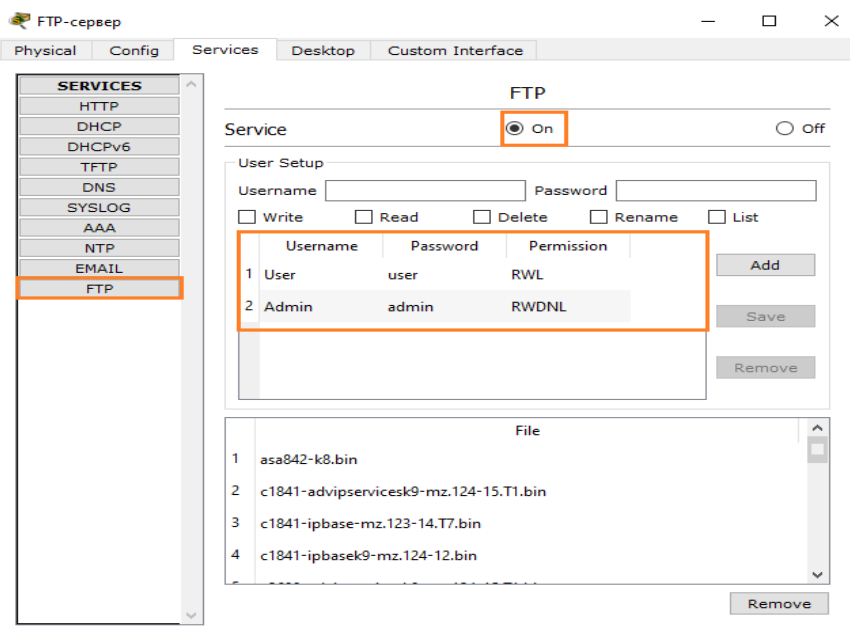 FTP-сервер
Physical Config Services Desktop Custom Interface
SERVICES
HTTP
DHCP
DHCPv6
TFTP
DNS
SYSLOG
AAA
NTP
EMAIL
FTP
FTP
Service On Off
User Setup
Username Password
Write Read Delete Rename List
Username Password Permission
1 User user RWL
2 Admin admin RWDNL
Add
Save
Remove
File
1 asa842-k8.bin
2 c1841-advipservicesk9-mz.124-15.T1.bin
3 c1841-ipbase-mz.123-14.T7.bin
4 c1841-ipbasek9-mz.124-12.bin
Remove